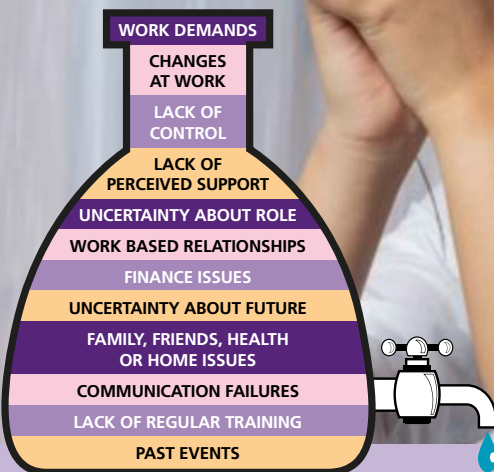 WORK DEMANDS
CHANGES
AT WORK
LACK OF
CONTROL
LACK OF
PERCEIVED SUPPORT
UNCERTAINTY ABOUT ROLE
WORK BASED RELATIONSHIPS
FINANCE ISSUES
UNCERTAINTY ABOUT FUTURE
FAMILY, FRIENDS, HEALTH
OR HOME ISSUES
COMMUNICATION FAILURES
LACK OF REGULAR TRAINING
PAST EVENTS